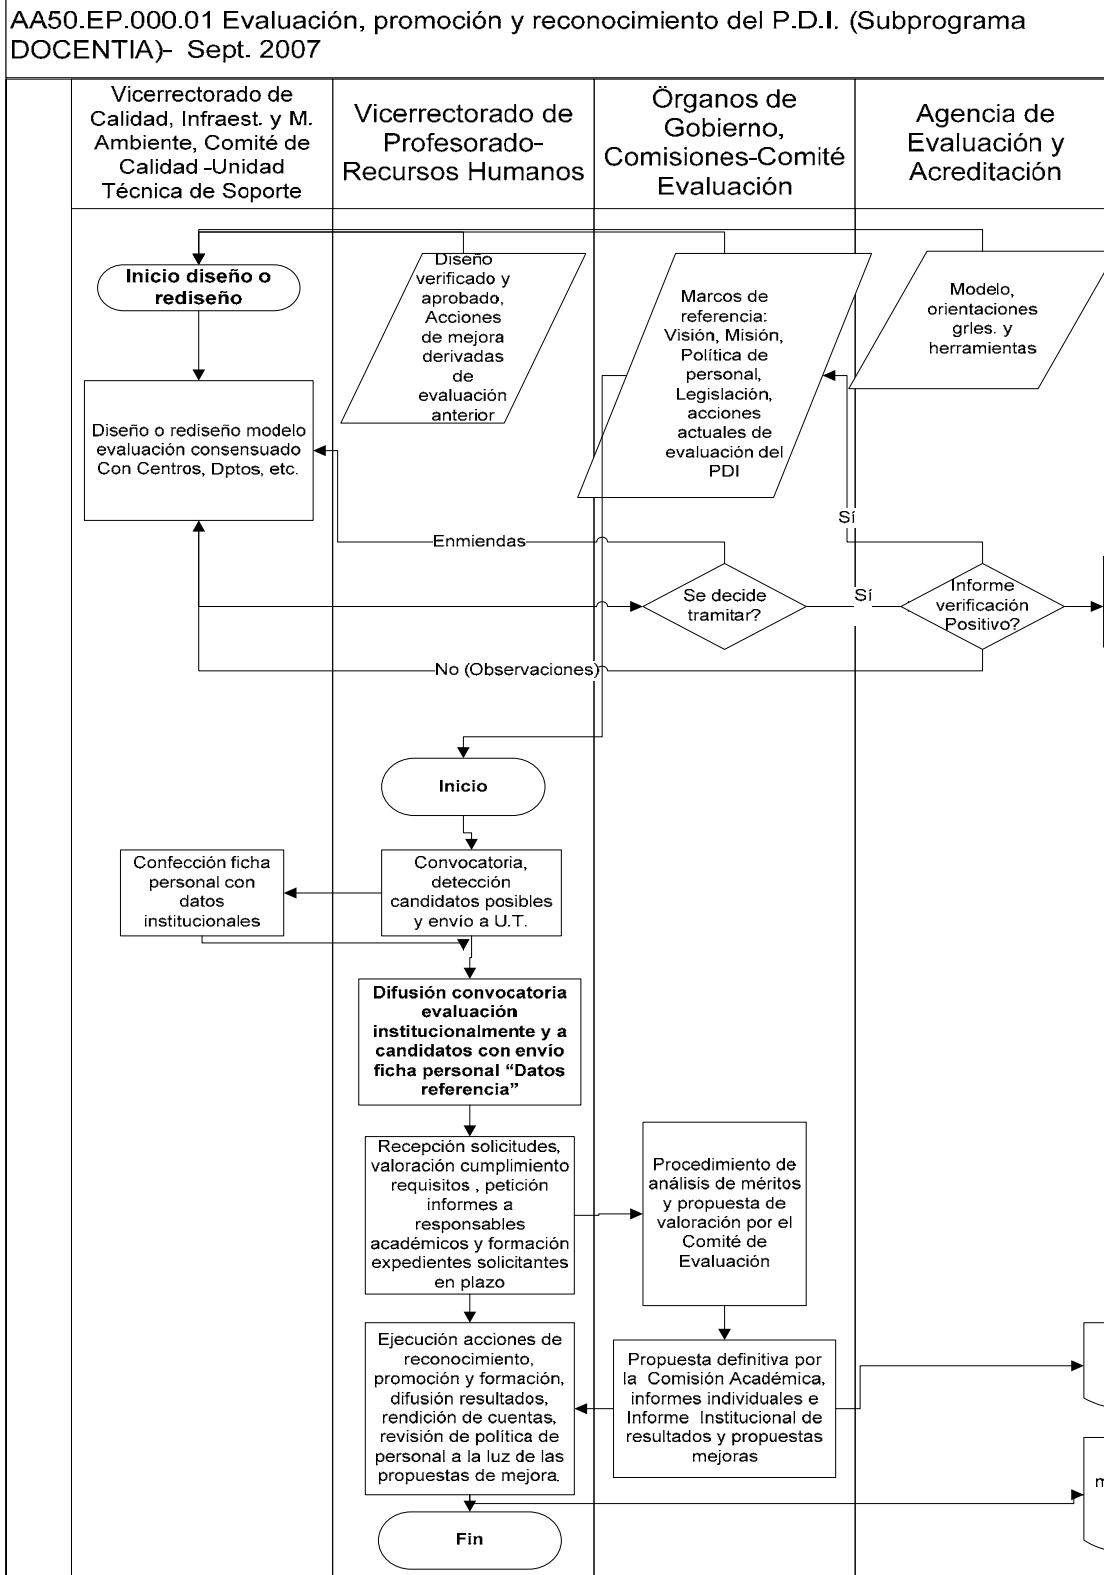 AA50.EP.000.01 Evaluación, promoción y reconocimiento del P.D.I. (Subprograma
DOCENTIA)- Sept. 2007
Vicerrectorado de
Calidad, Infraest. y M.
Ambiente, Comité de
Calidad -Unidad
Técnica de Soporte
Vicerrectorado de
Profesorado-
Recursos Humanos
Örganos de
Gobierno,
Comisiones-Comité
Evaluación
Agencia de
Evaluación y
Acreditación
Inicio diseño o
rediseño
Diseño
verificado y
aprobado,
Acciones
de mejora
derivadas
de
evaluación
anterior
Marcos de
referencia:
Visión, Misión,
Política de
personal,
Legislación,
acciones
actuales de
evaluación del
PDI
Modelo,
orientaciones
grles. y
herramientas
Diseño o rediseño modelo
evaluación consensuado
Con Centros, Dptos, etc.
Sí
Enmiendas
Se decide
tramitar?
Sí
Informe
verificación
Positivo?
No (Observaciones)
Inicio
Confección ficha
personal con
datos
institucionales
Convocatoria,
detección
candidatos posibles
y envío a U.T.
Difusión convocatoria
evaluación
institucionalmente y a
candidatos con envío
ficha personal “Datos
referencia”
Recepción solicitudes,
valoración cumplimiento
requisitos , petición
informes a
responsables
académicos y formación
expedientes solicitantes
en plazo
Procedimiento de
análisis de méritos
y propuesta de
valoración por el
Comité de
Evaluación
Ejecución acciones de
reconocimiento,
promoción y formación,
difusión resultados,
rendición de cuentas,
revisión de política de
personal a la luz de las
propuestas de mejora.
Propuesta definitiva por
la Comisión Académica,
informes individuales e
Informe Institucional de
resultados y propuestas
mejoras
Fin